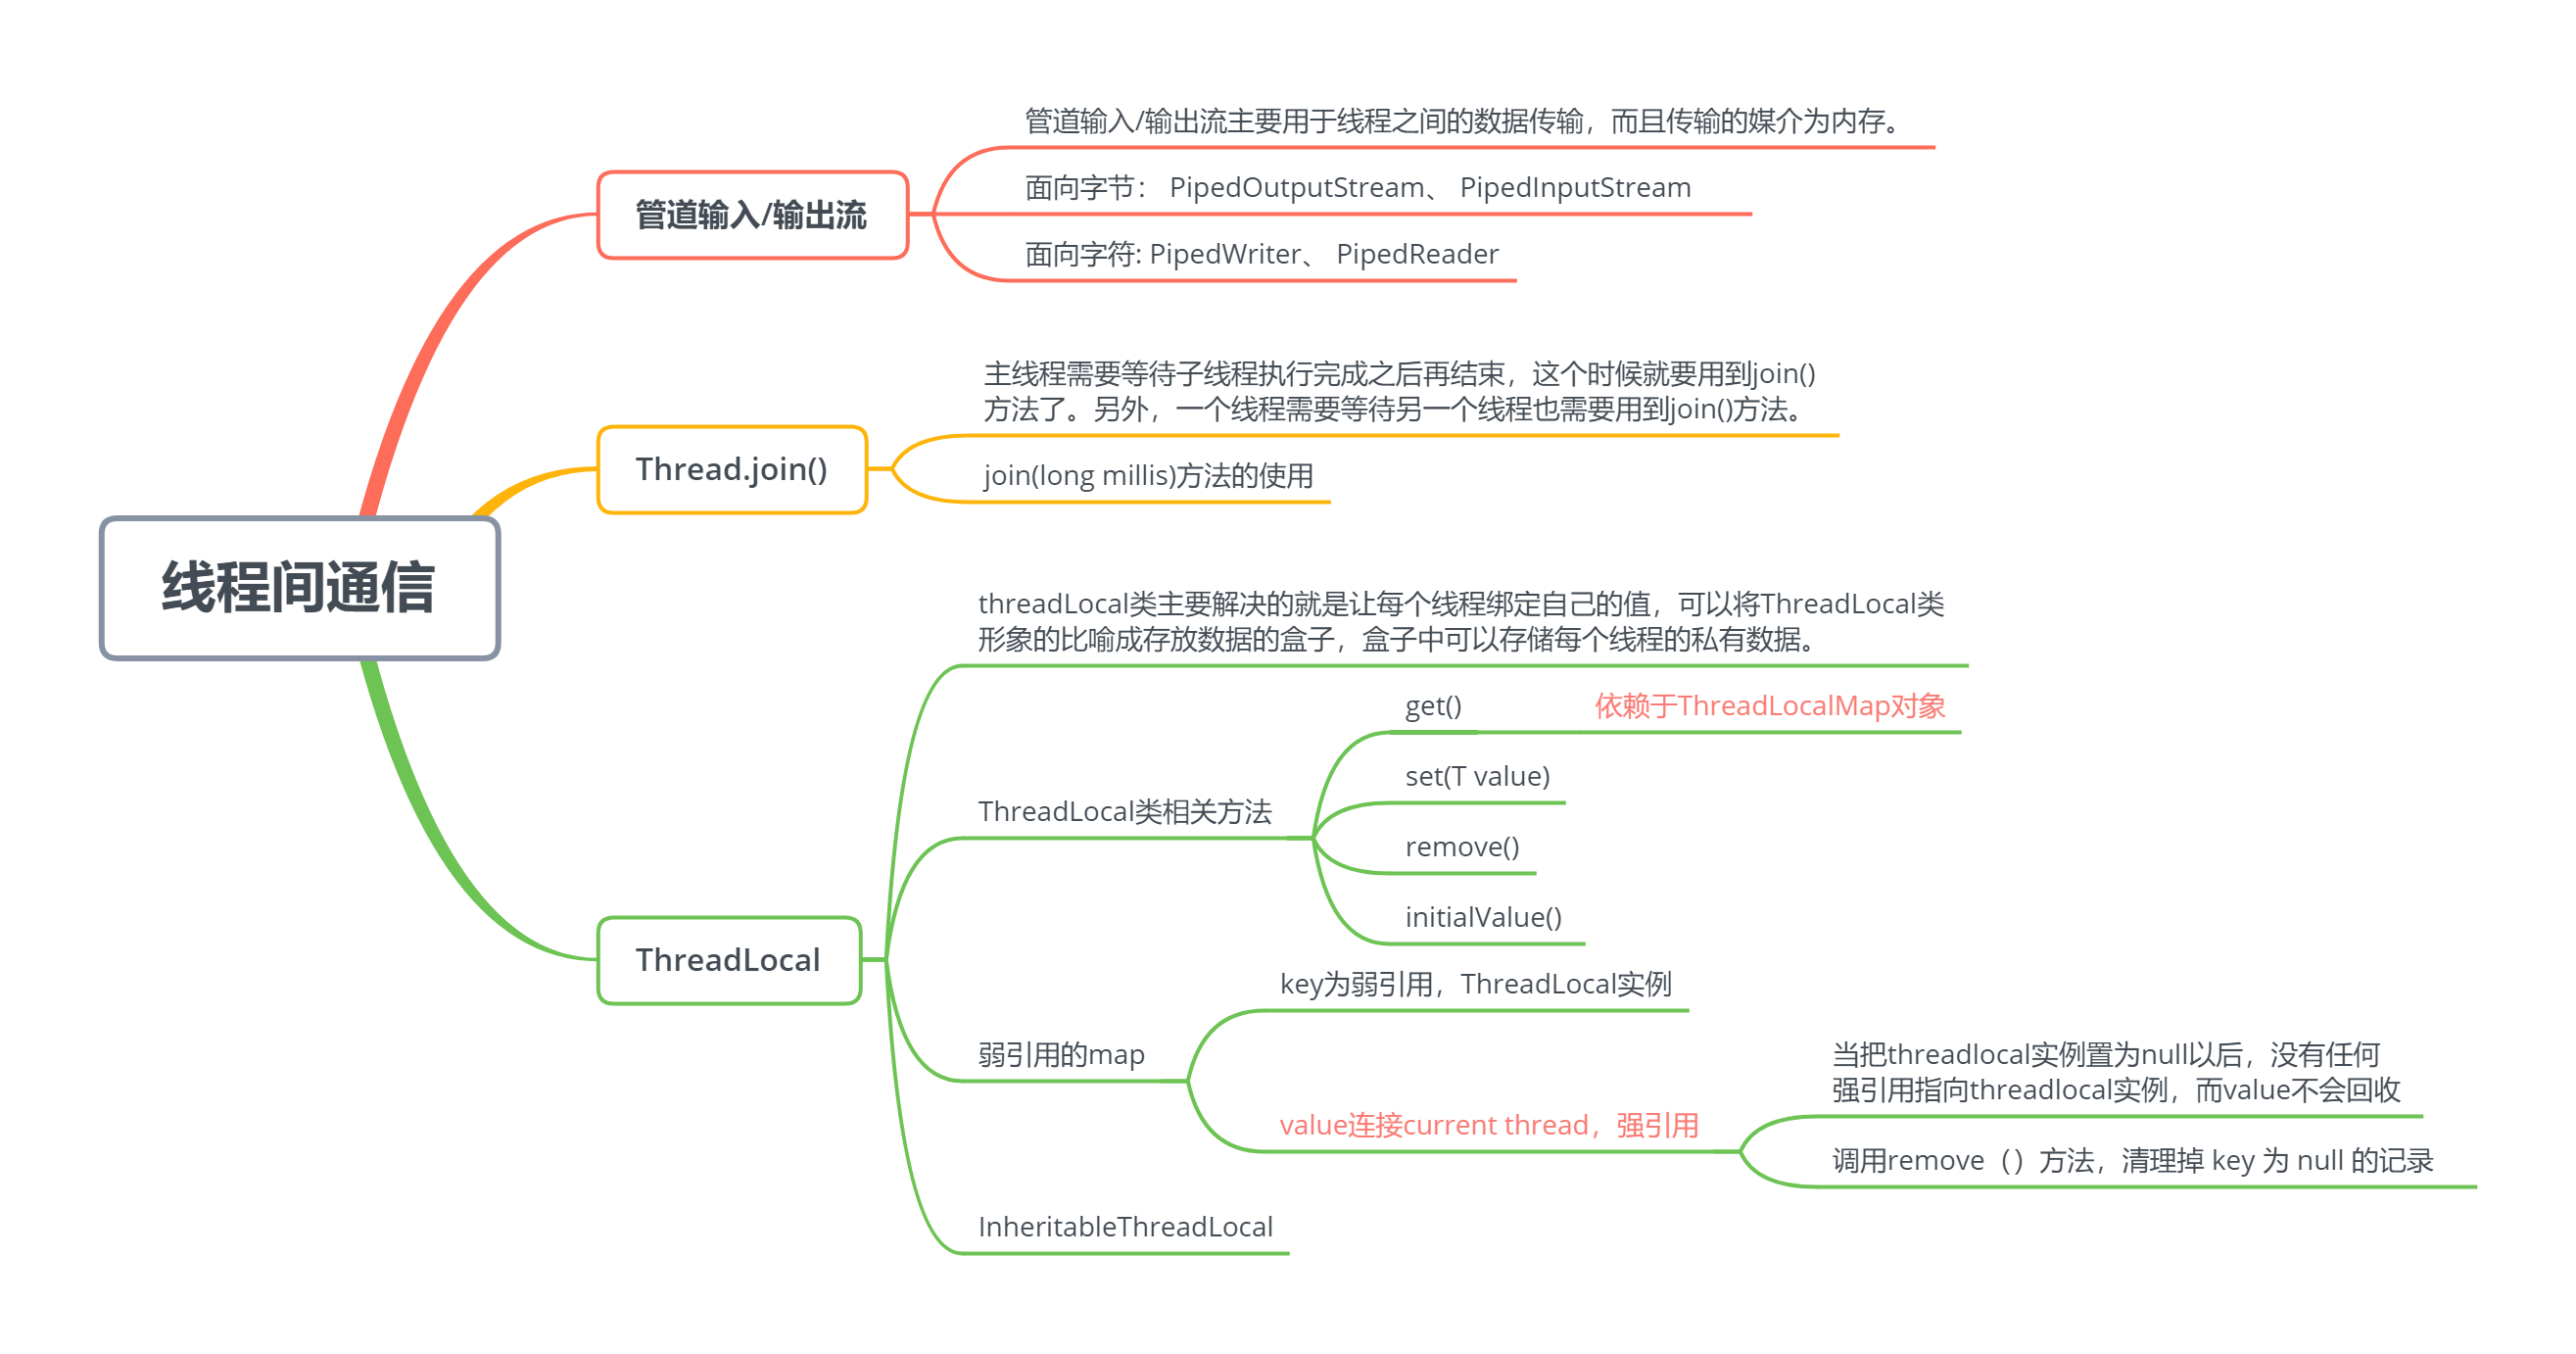 线程间通信
管道输入/输出流
管道输入/输出流主要用于线程之间的数据传输，而且传输的媒介为内存。
面向字节： PipedOutputStream、 PipedInputStream
面向字符: PipedWriter、 PipedReader
Thread.join()
主线程需要等待子线程执行完成之后再结束，这个时候就要用到join()
方法了。另外，一个线程需要等待另一个线程也需要用到join()方法。
join(long millis)方法的使用
ThreadLocal
threadLocal类主要解决的就是让每个线程绑定自己的值，可以将ThreadLocal类
形象的比喻成存放数据的盒子，盒子中可以存储每个线程的私有数据。
ThreadLocal类相关方法
get()
依赖于ThreadLocalMap对象
set(T value)
remove()
initialValue()
弱引用的map
key为弱引用，ThreadLocal实例
value连接current thread，强引用
当把threadlocal实例置为null以后，没有任何
强引用指向threadlocal实例，而value不会回收
调用remove（）方法，清理掉 key 为 null 的记录
InheritableThreadLocal